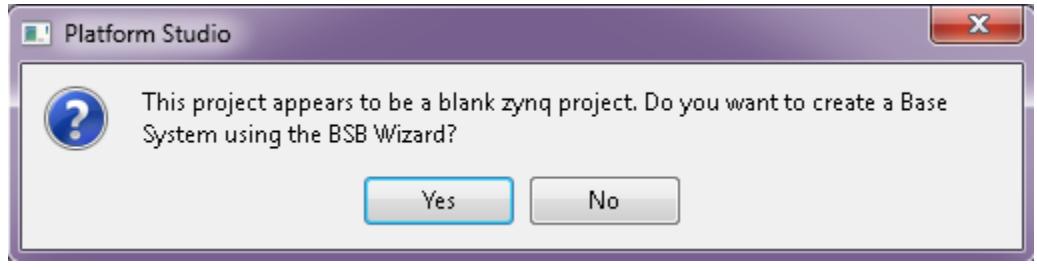 Platform Studio
This project appears to be a blank zynq project. Do you want to create a Base
System using the BSB Wizard?
Yes
No